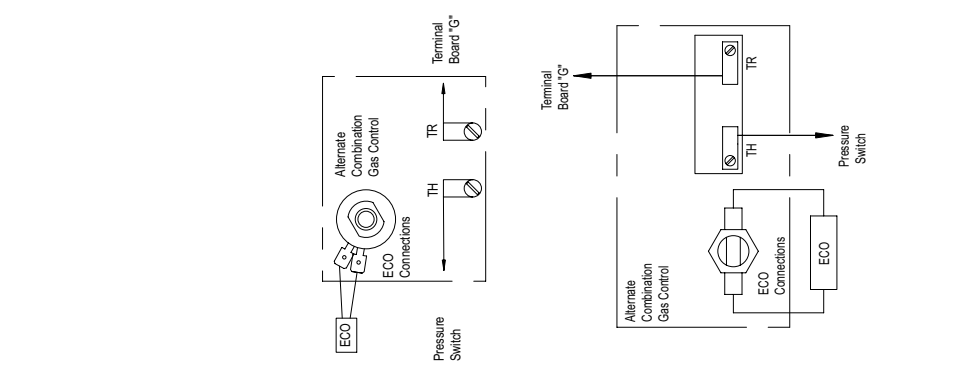 Terminal
Board "G"
Alternate
Combination
Gas Control
TR
TH
ECO
Connections
ECO
Pressure
Switch
Terminal
Board "G"
TR
TH
Pressure
Switch
Alternate
Combination
Gas Control
ECO
Connections
ECO